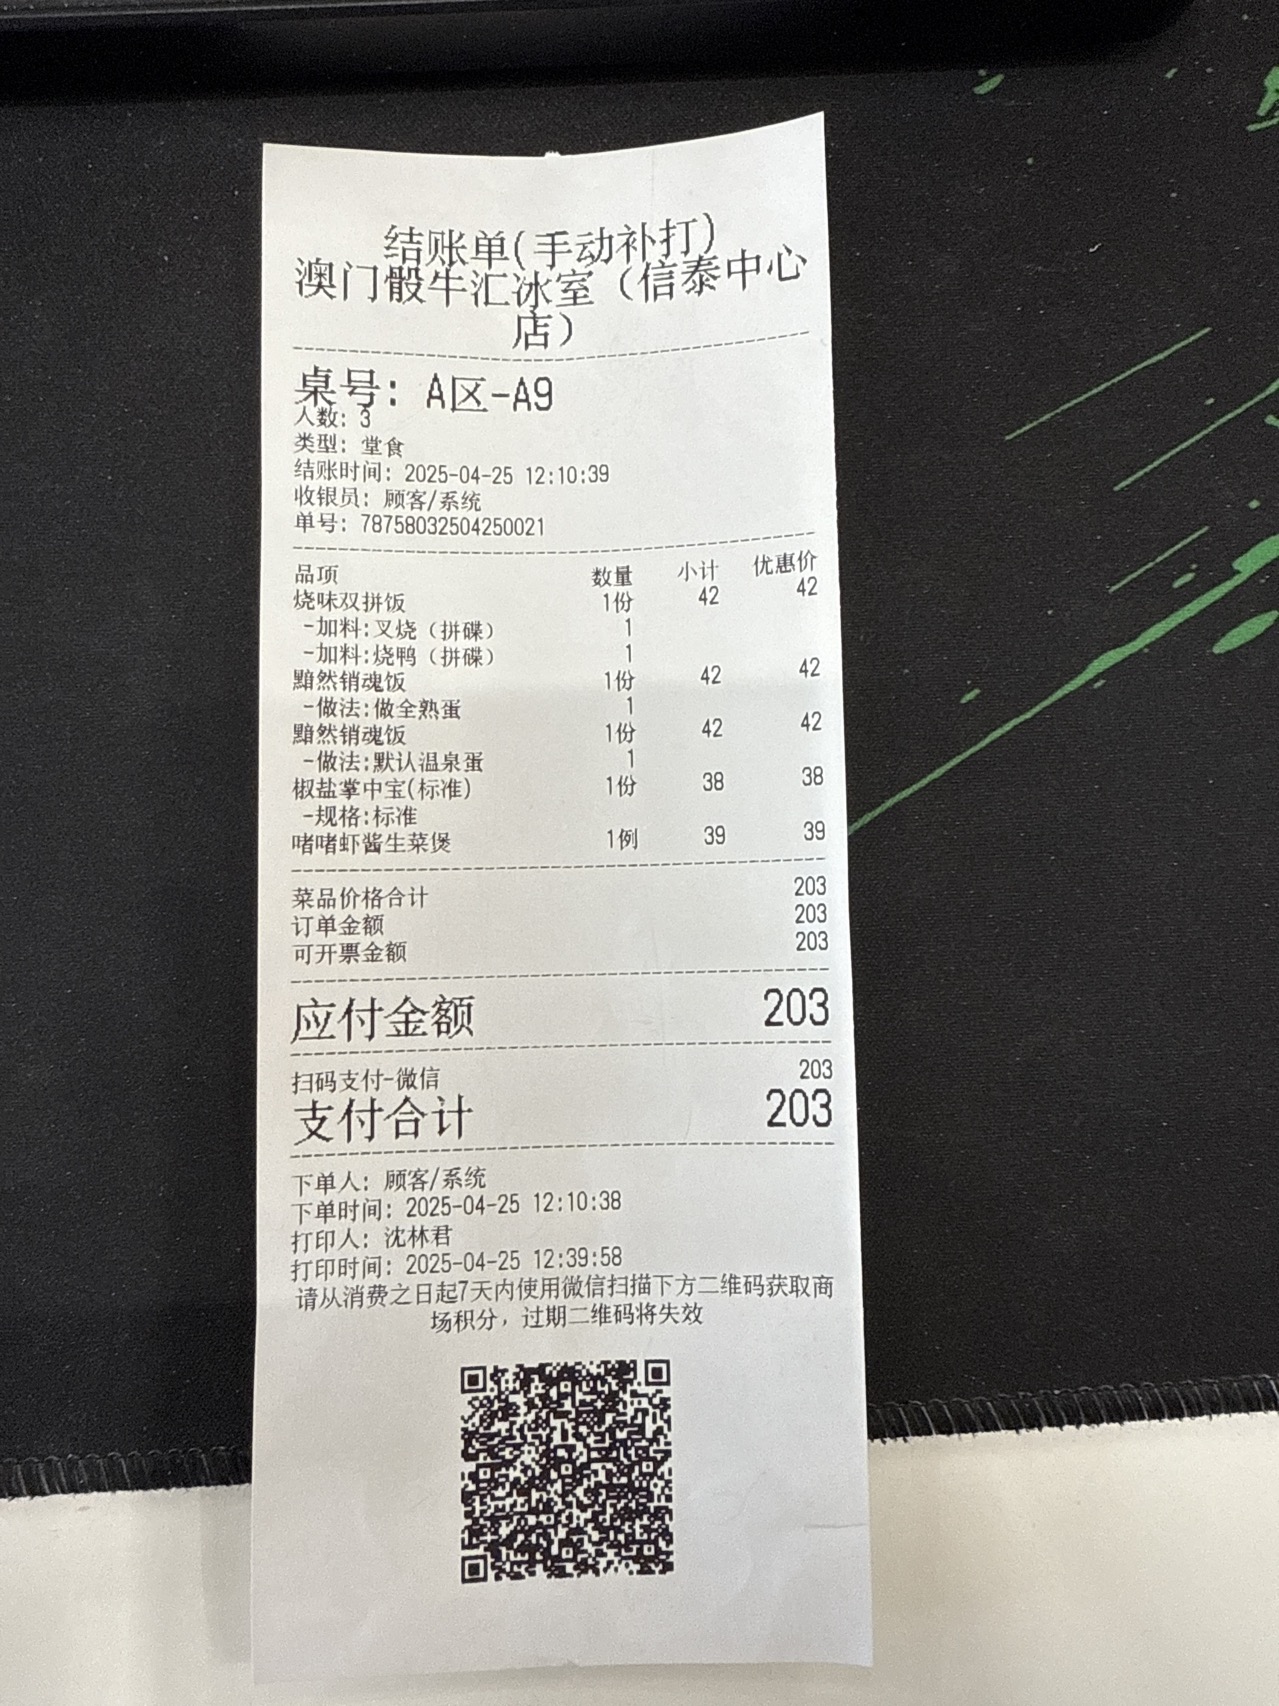 结账单(手动补打)
澳门骰牛汇冰室（信泰中心
店）
桌号: A区-A9
人数: 3
类型: 堂食
结账时间: 2025-04-25 12:10:39
收银员: 顾客/系统
单号: 78758032504250021
品项 数量 小计 优惠价
烧味双拼饭 1份 42 42
-加料:叉烧（拼碟） 1
-加料:烧鸭（拼碟） 1
黯然销魂饭 1份 42 42
-做法:做全熟蛋 1
黯然销魂饭 1份 42 42
-做法:默认温泉蛋 1
椒盐掌中宝(标准) 1份 38 38
-规格:标准
啫啫虾酱生菜煲 1例 39 39
菜品价格合计 203
订单金额 203
可开票金额 203
应付金额 203
扫码支付-微信 203
支付合计 203
下单人: 顾客/系统
下单时间: 2025-04-25 12:10:38
打印人: 沈林君
打印时间: 2025-04-25 12:39:58
请从消费之日起7天内使用微信扫描下方二维码获取商
场积分，过期二维码将失效